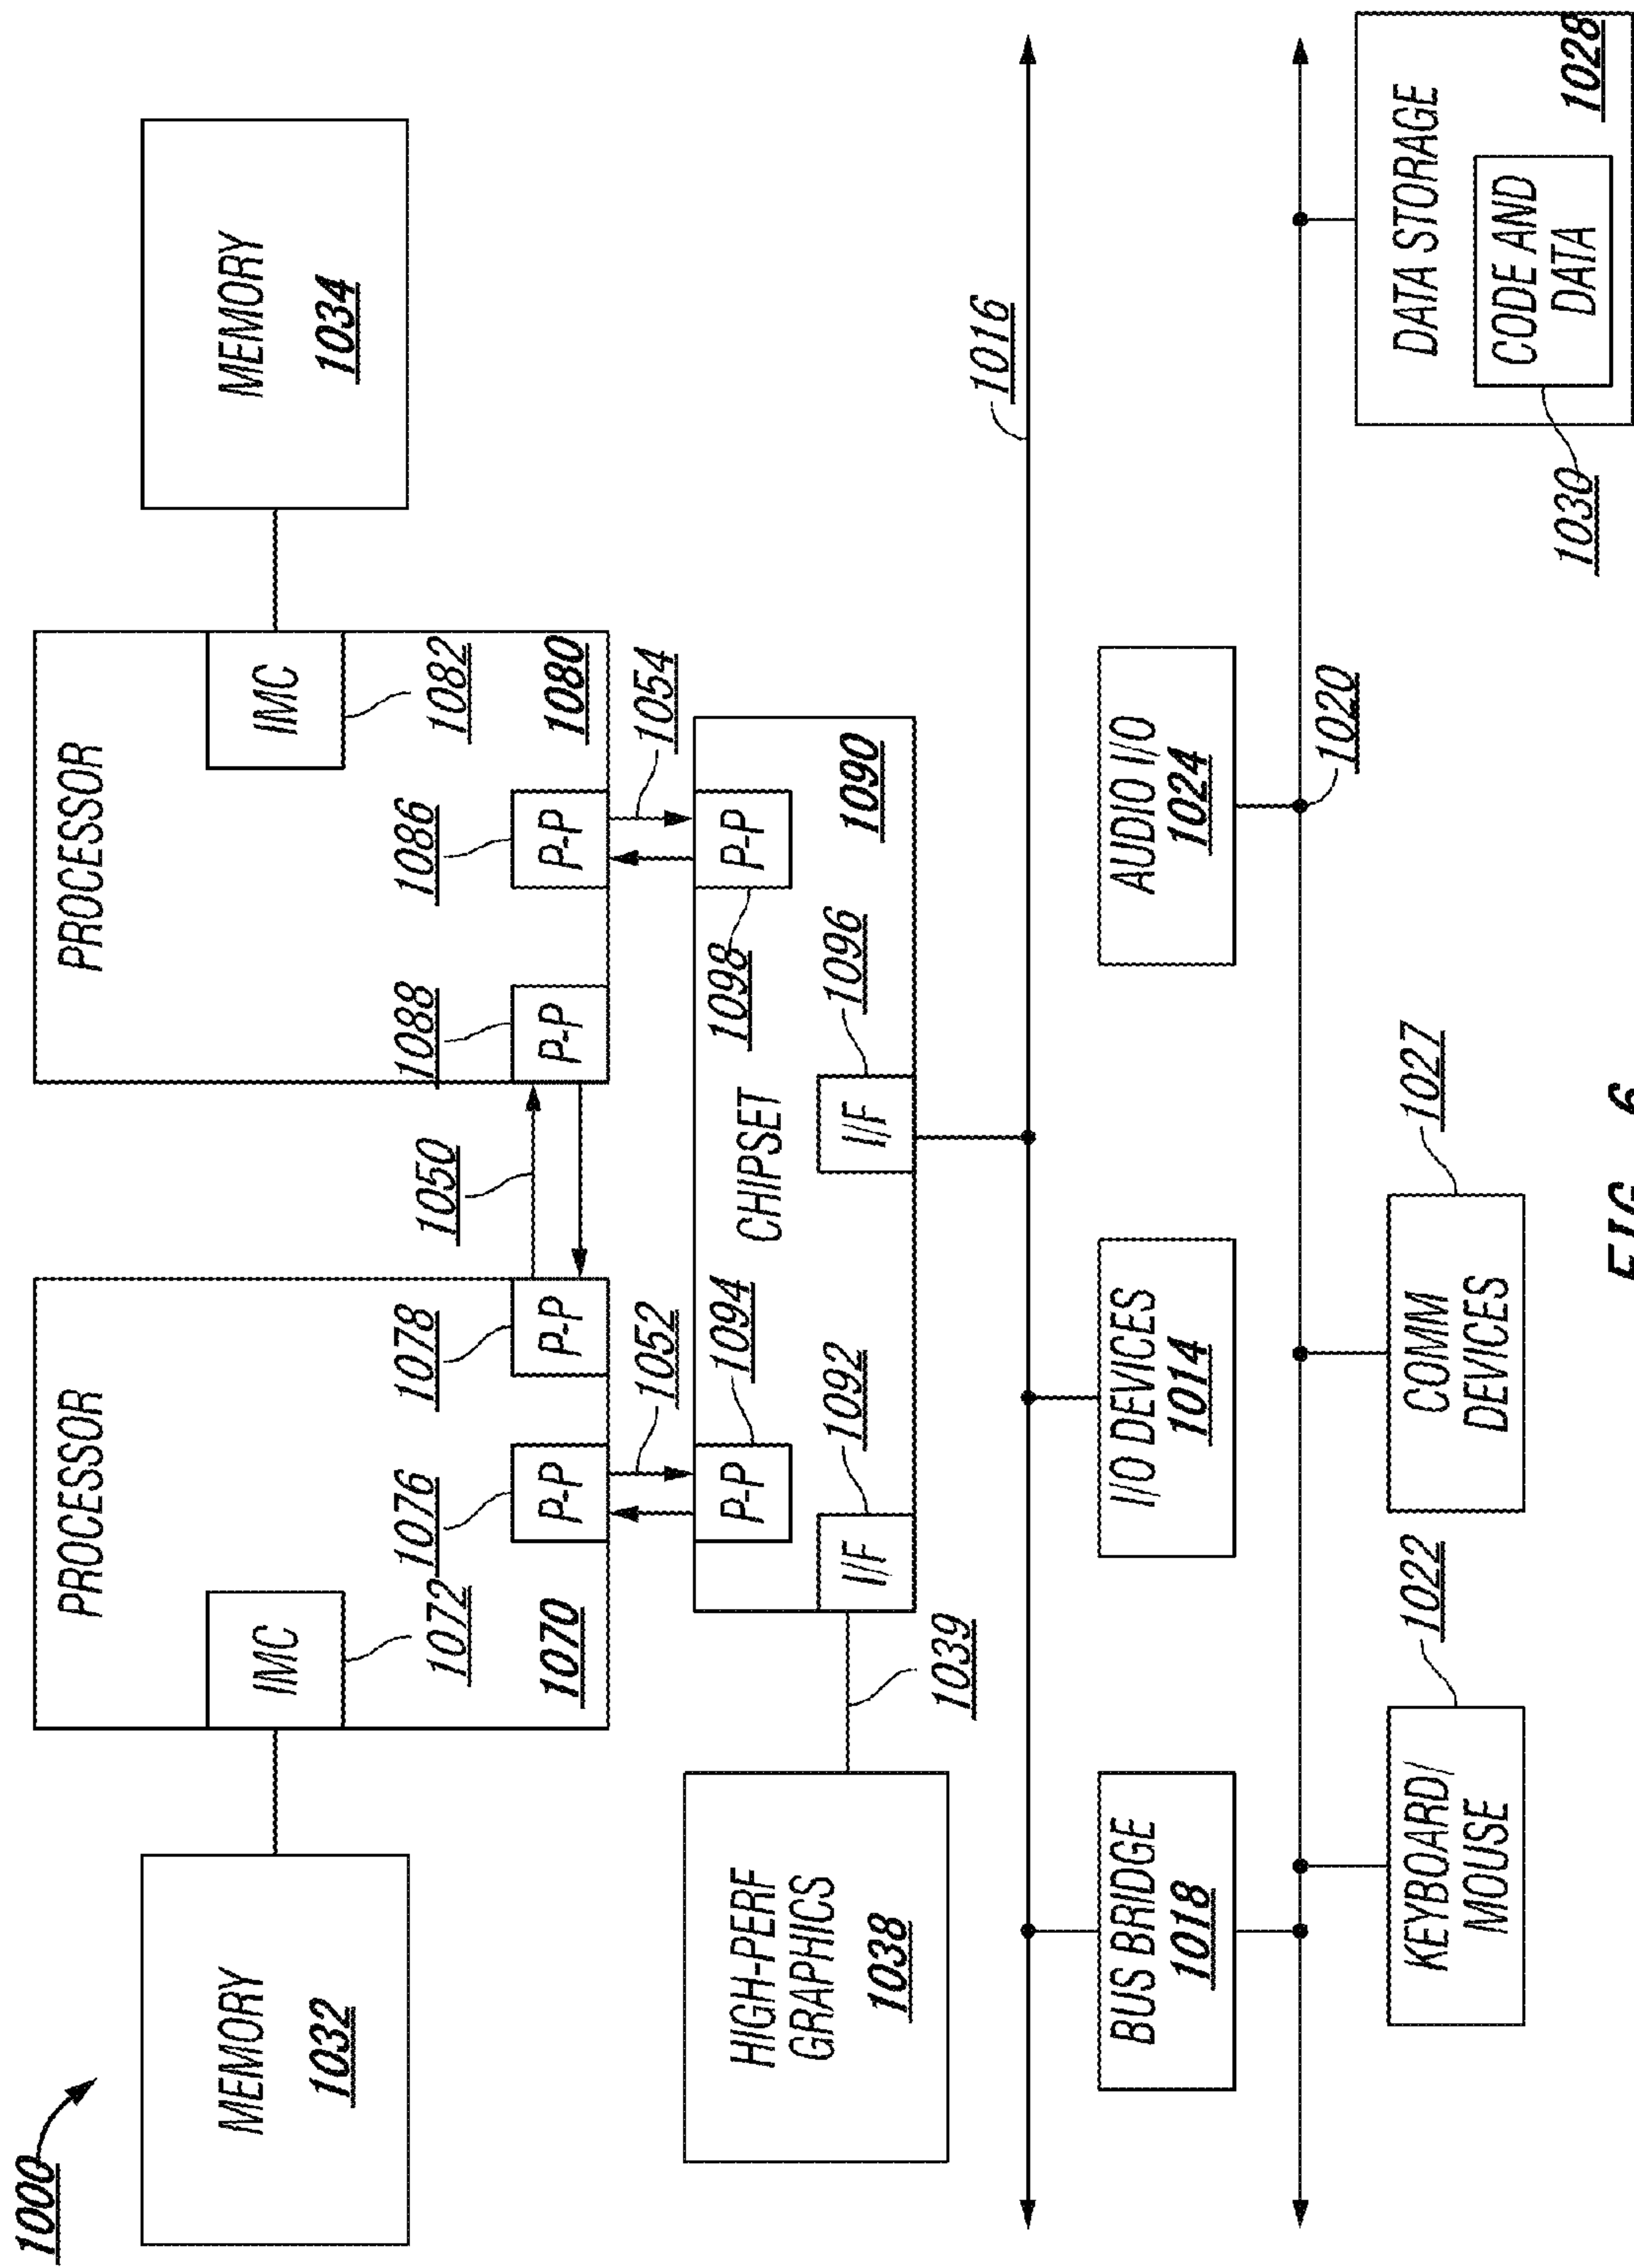 1000
PROCESSOR
PROCESSOR
MEMORY
1032
IMC
1072
1070
1076
P-P
1078
P-P
1050
1088
P-P
1086
P-P
IMC
1082
1080
MEMORY
1034
1052
1054
HIGH-PERF
GRAPHICS
1038
1039
P-P
1094
I/F
1092
CHIPSET
I/F
1096
P-P
1098
1090
1016
BUS BRIDGE
1018
I/O DEVICES
1014
AUDIO I/O
1024
1020
KEYBOARD/
MOUSE
1022
COMM
DEVICES
1027
DATA STORAGE
CODE AND
DATA
1030
1028
FIG. 6